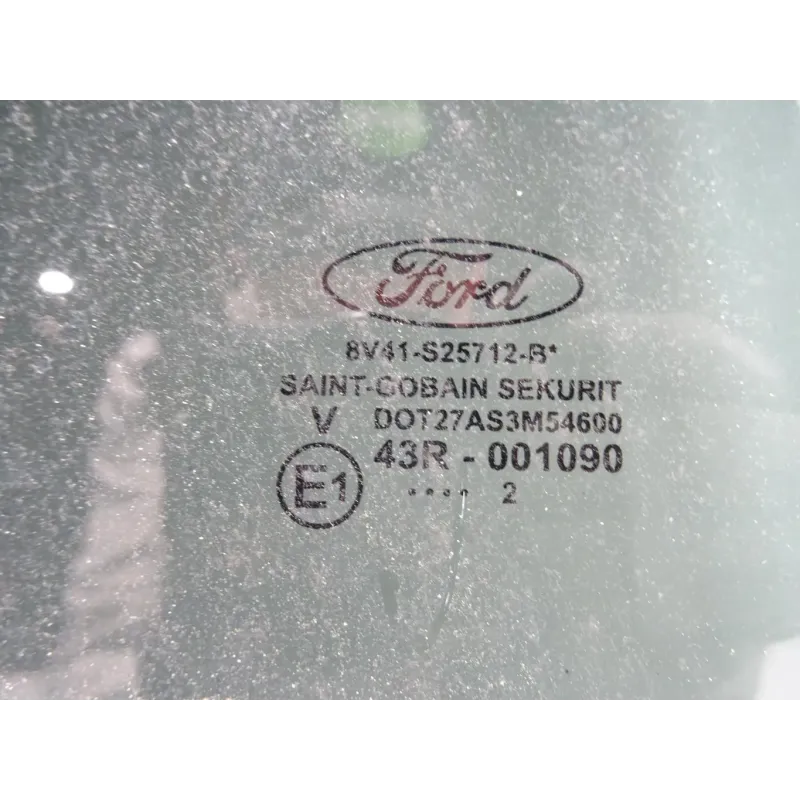 Ford
8V41-S25712-B*
SAINT-GOBAIN SEKURIT
V DOT27AS3M54600
E1 43R - 001090
.... 2